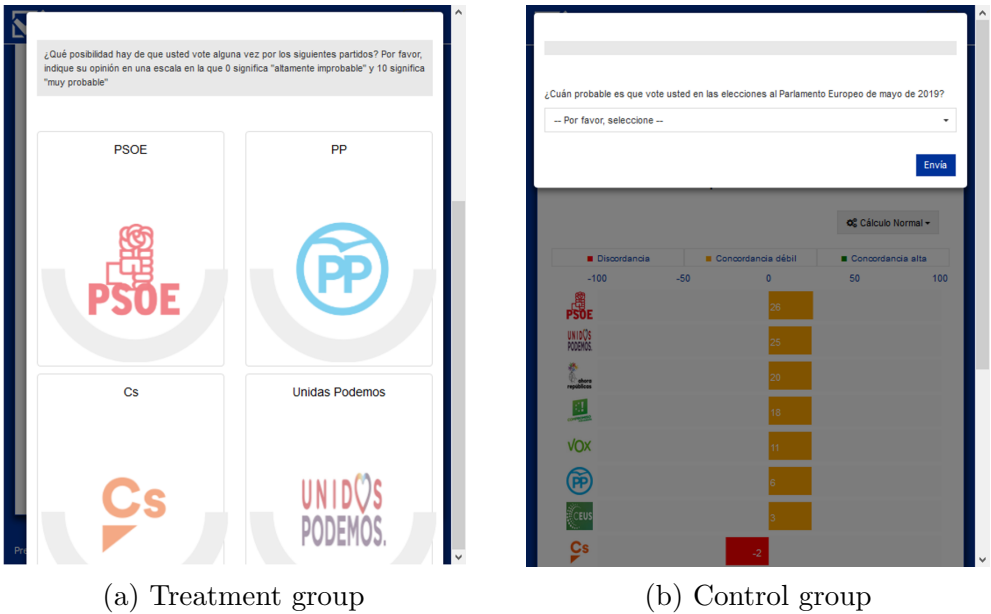 ¿Qué posibilidad hay de que usted vote alguna vez por los siguientes partidos? Por favor,
indique su opinión en una escala en la que 0 significa "altamente improbable" y 10 significa
"muy probable"
PSOE
PP
PSOE
PP
Cs
Unidas Podemos
Cs
UNIDOS
PODEMOS.
Pre
(a) Treatment group
¿Cuán probable es que vote usted en las elecciones al Parlamento Europeo de mayo de 2019?
-- Por favor, seleccione --
Envía
Cálculo Normal
Discordancia
Concordancia débil
Concordancia alta
-100
-50
0
50
100
PSOE
26
UNIDOS
PODEMOS.
25
ahora
repúblicas
20
18
VOX
11
PP
6
CEUS
3
Cs
-2
(b) Control group